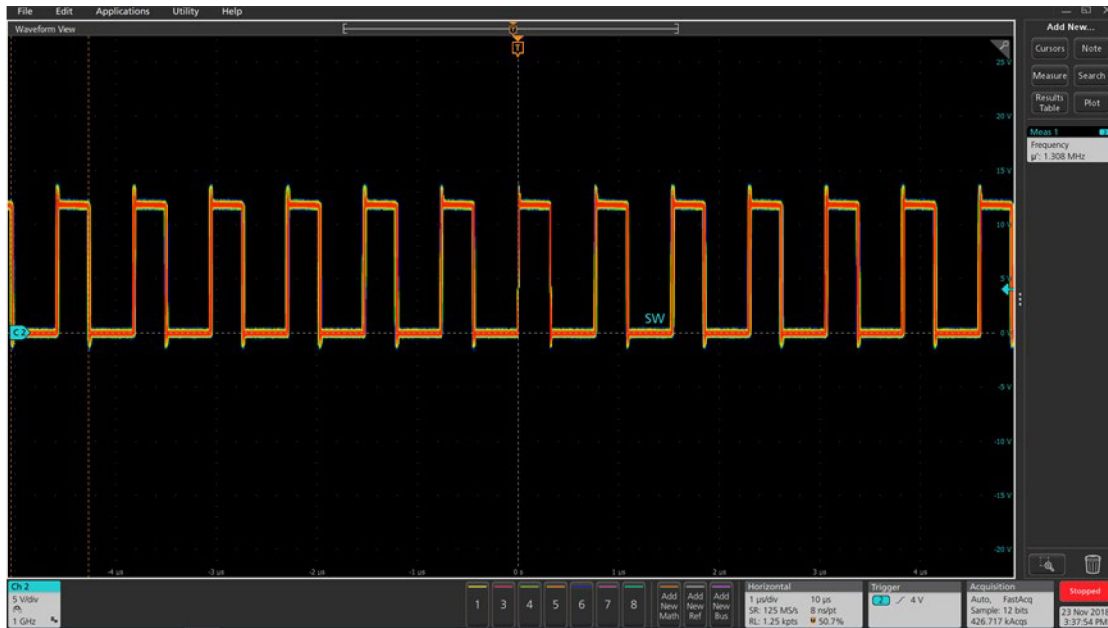 File Edit Applications Utility Help
Waveform View
Add New...
Cursors Note
Measure Search
Results Table Plot
Meas 1 2
Frequency
µ': 1.308 MHz
T
T
25 V
20 V
15 V
10 V
5 V
0 V
-5 V
-10 V
-15 V
-20 V
C 2
SW
-4 µs -3 µs -2 µs -1 µs 0 s 1 µs 2 µs 3 µs 4 µs
Ch 2
5 V/div
1 GHz
1 3 4 5 6 7 8
Add New Math
Add New Ref
Add New Bus
Horizontal
1 µs/div 10 µs
SR: 125 MS/s 8 ns/pt
RL: 1.25 kpts 50.7%
Trigger
2 4 V
Acquisition
Auto, FastAcq
Sample: 12 bits
426.717 kAcqs
Stopped
23 Nov 2018
3:37:54 PM